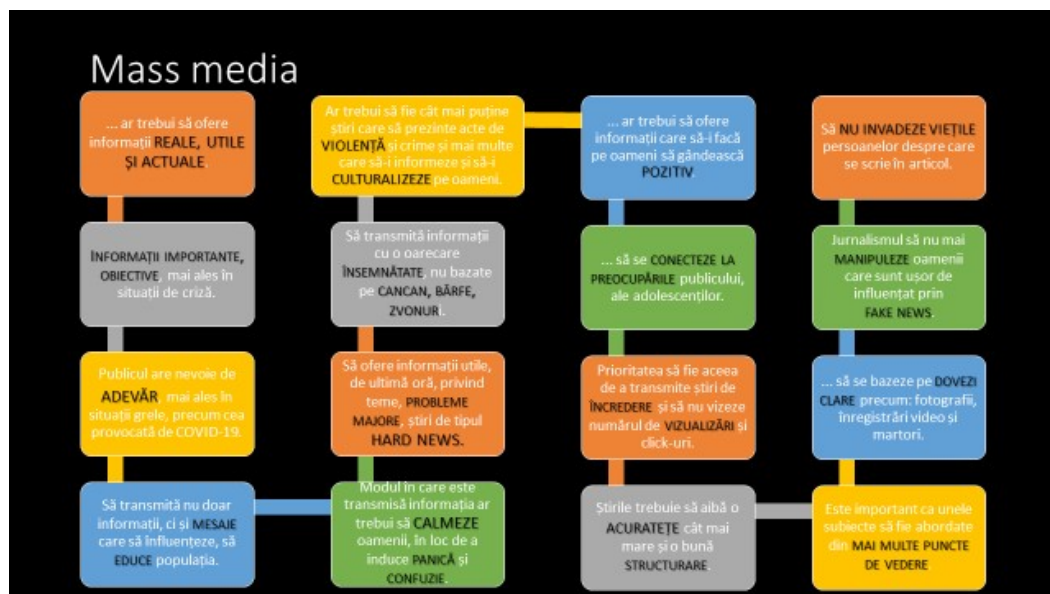 Mass media
... ar trebui să ofere
informații REALE, UTILE
ȘI ACTUALE.
ÎNFORMAȚII IMPORTANTE,
OBIECTIVE, mai ales în
situații de criză.
Publicul are nevoie de
ADEVĂR, mai ales în
situații grele, precum cea
provocată de COVID-19.
Să transmită nu doar
informații, ci și MESAJE
care să înfluențeze, să
EDUCE populația.
Modul în care este
transmisă informația ar
trebui să CALMEZE
oamenii, în loc de a
induce PANICĂ și
CONFUZIE.
Să ofere informații utile,
de ultimă oră, privind
teme, PROBLEME
MAJORE, știri de tipul
HARD NEWS.
Să transmită informații
cu o oarecare
ÎNSEMNĂTATE, nu bazate
pe CANCAN, BÂRFE,
ZVONURI.
Ar trebui să fie cât mai puține
știri care să prezinte acte de
VIOLENȚĂ și crime și mai multe
care să-i informeze și să-i
CULTURALIZEZE pe oameni.
... ar trebui să ofere
informații care să-i facă
pe oameni să gândească
POZITIV.
... să se CONECTEZE LA
PREOCUPĂRILE publicului,
ale adolescenților.
Prioritatea să fie aceea
de a transmite știri de
ÎNCREDERE și să nu vizeze
numărul de VIZUALIZĂRI și
click-uri.
Știrile trebuie să aibă o
ACURATEȚE cât mai
mare și o bună
STRUCTURARE.
Este important ca unele
subiecte să fie abordate
din MAI MULTE PUNCTE
DE VEDERE
... să se bazeze pe DOVEZI
CLARE precum: fotografii,
înregistrări video și
martori.
Jurnalismul să nu mai
MANIPULEZE oamenii
care sunt ușor de
influențat prin
FAKE NEWS.
Să NU INVADEZE VIEȚILE
persoanelor despre care
se scrie în articol.